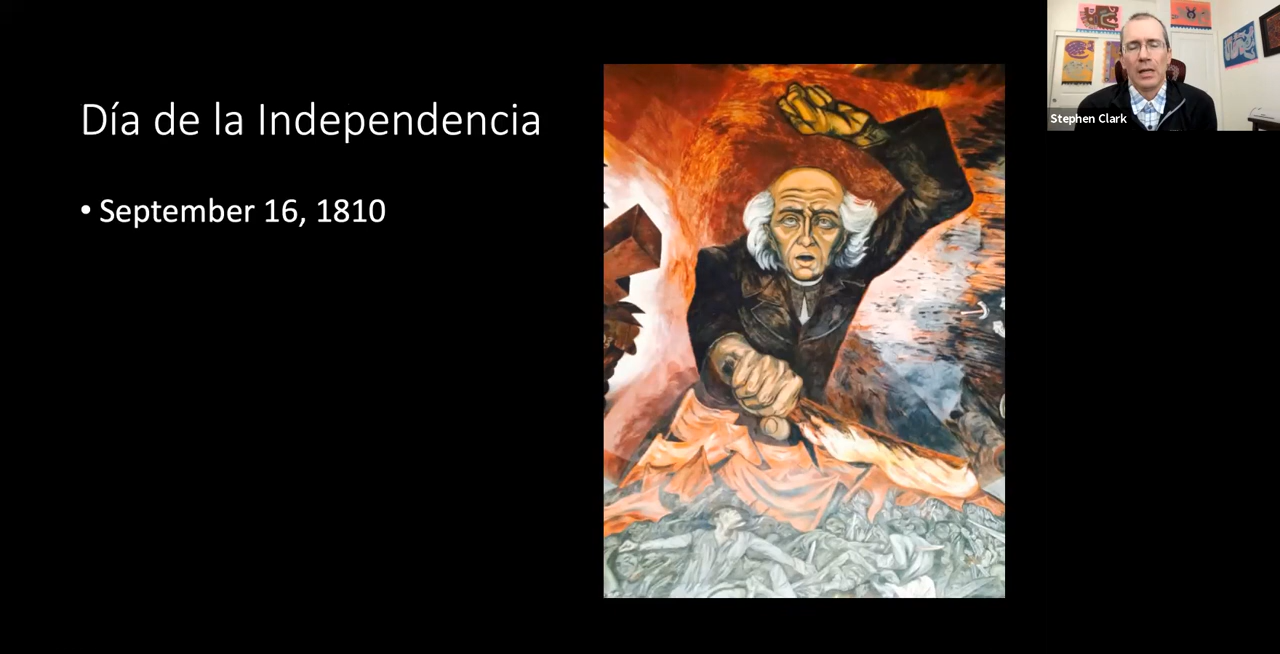 Día de la Independencia
• September 16, 1810
Stephen Clark